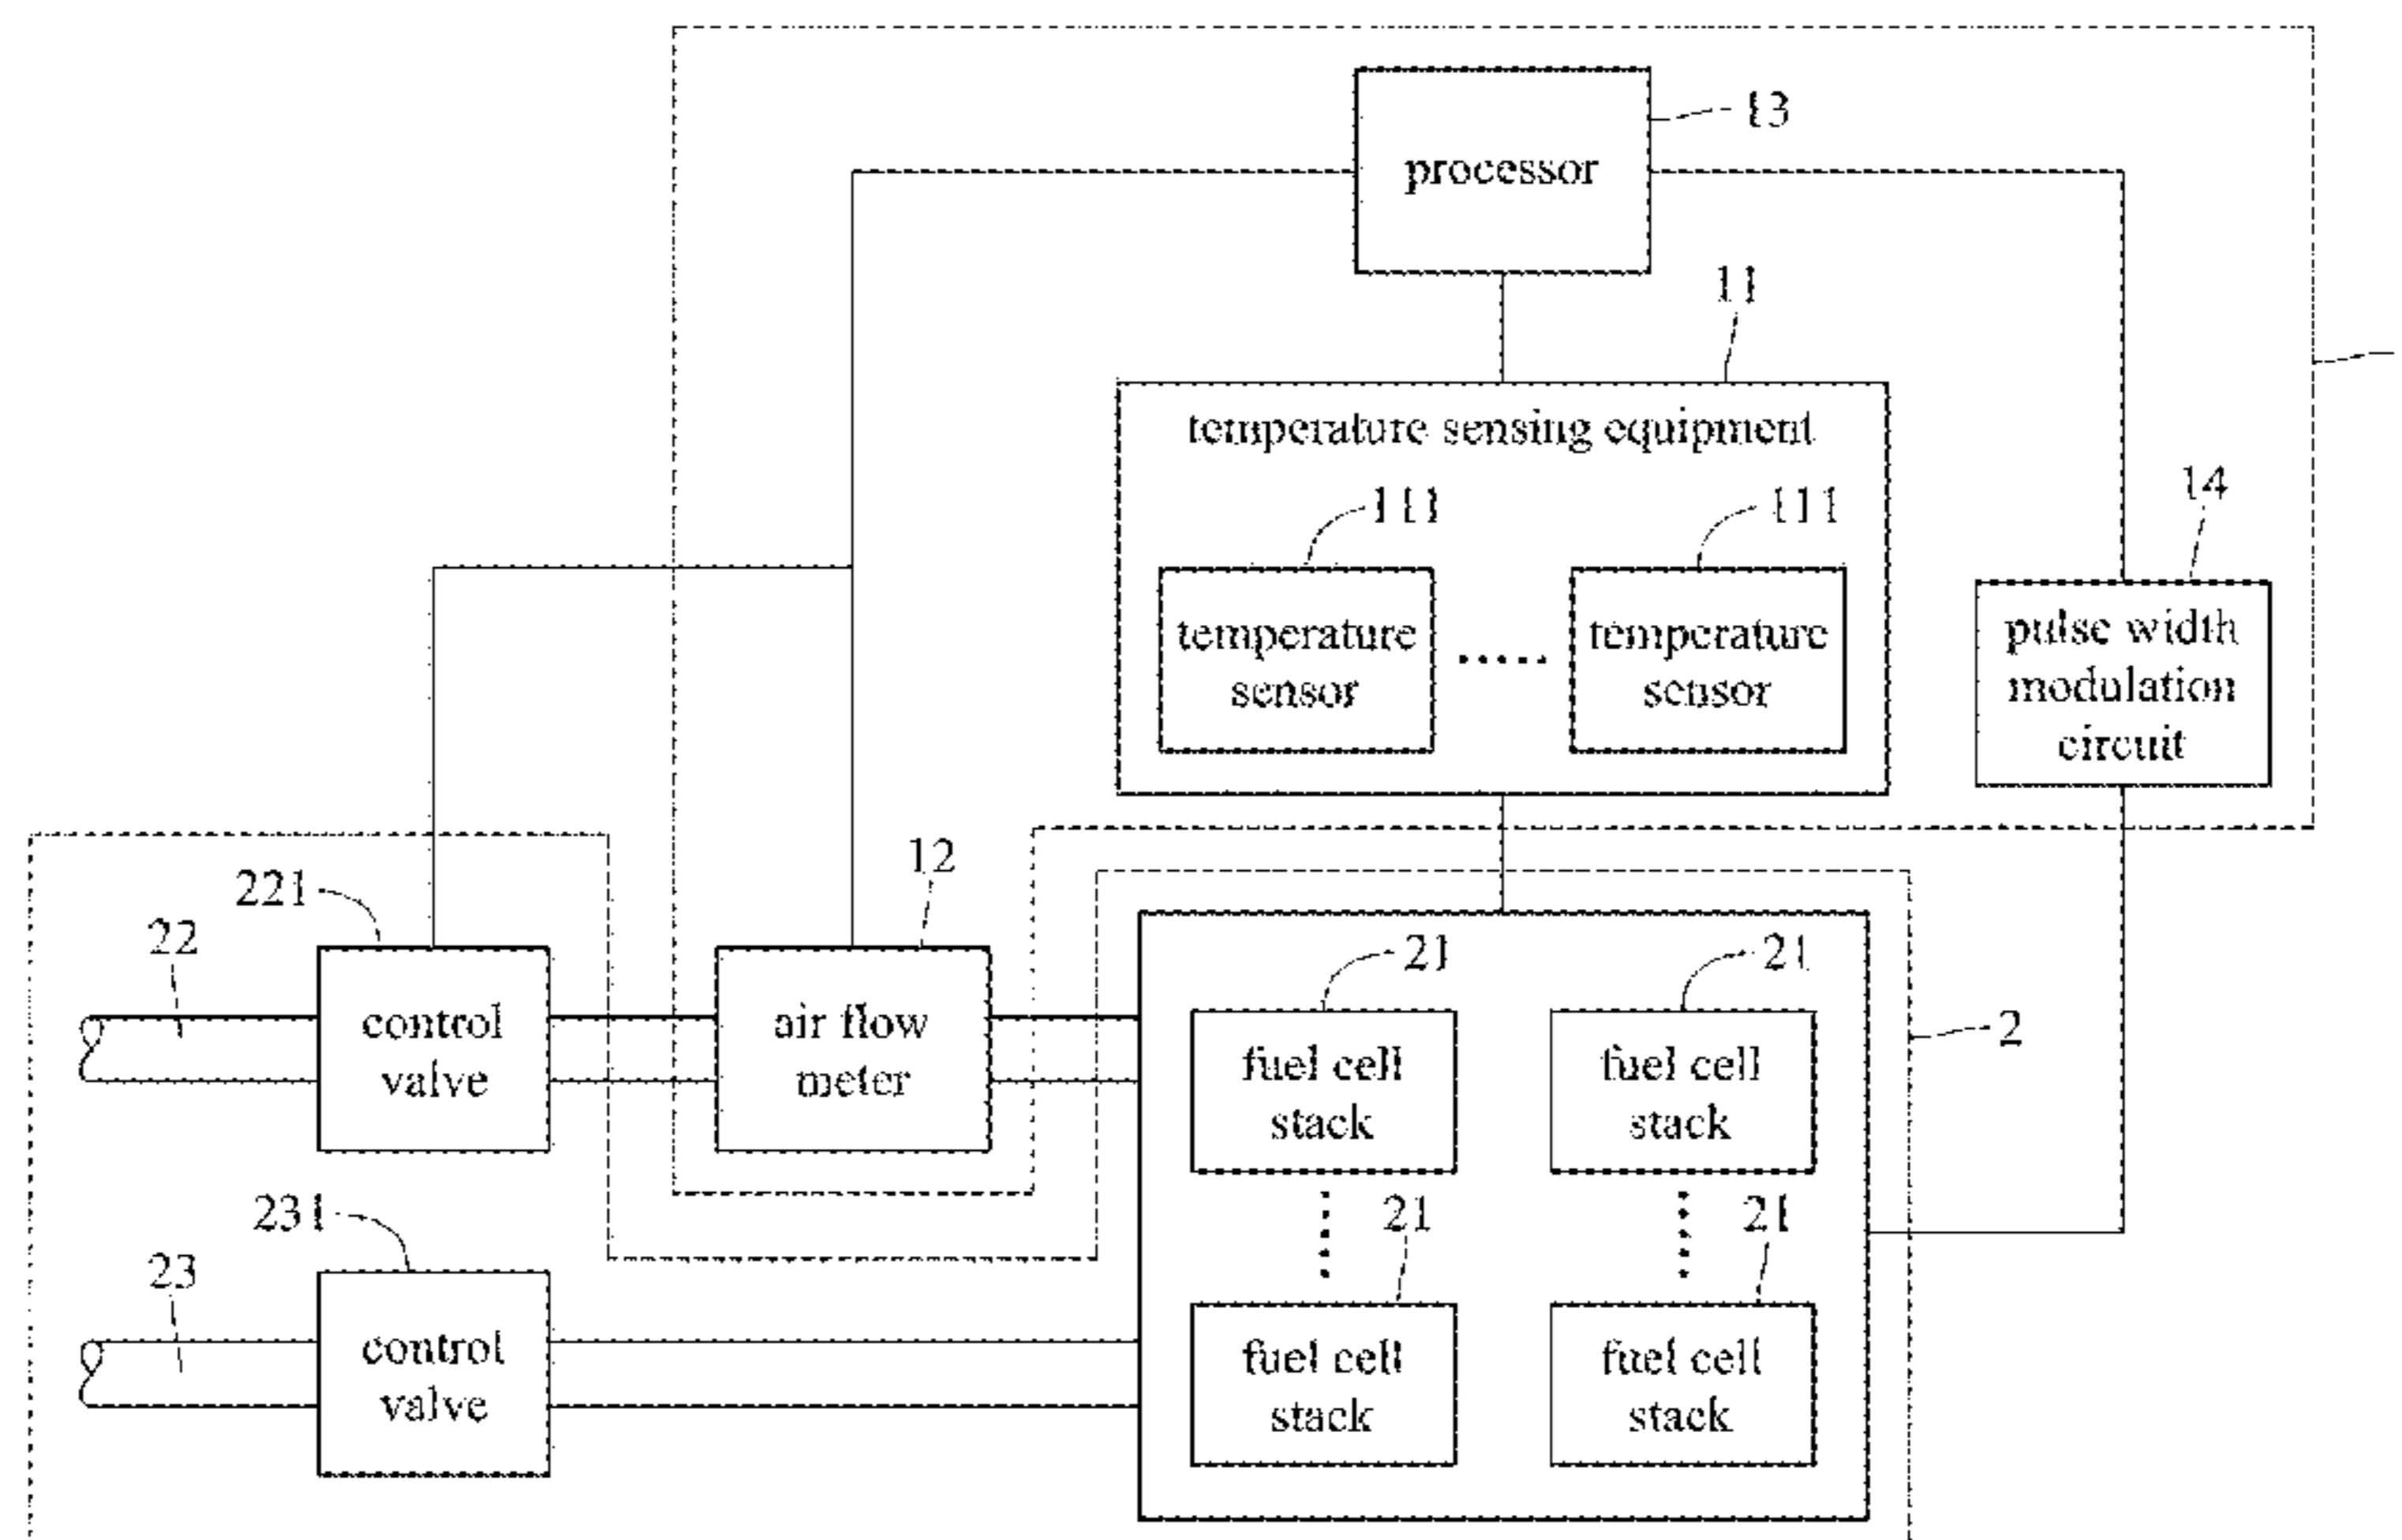 13
processor
11
temperature sensing equipment
111
111
14
temperature
sensor
temperature
sensor
pulse width
modulation
circuit
12
221
22
control
valve
air flow
meter
21
21
2
fuel cell
stack
fuel cell
stack
231
21
21
23
control
valve
fuel cell
stack
fuel cell
stack